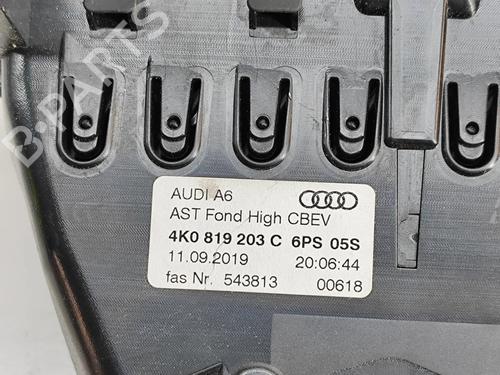 B-PARTS
AUDI A6
AST Fond High CBEV
4K0 819 203 C 6PS 05S
11.09.2019 20:06:44
fas Nr. 543813 00618